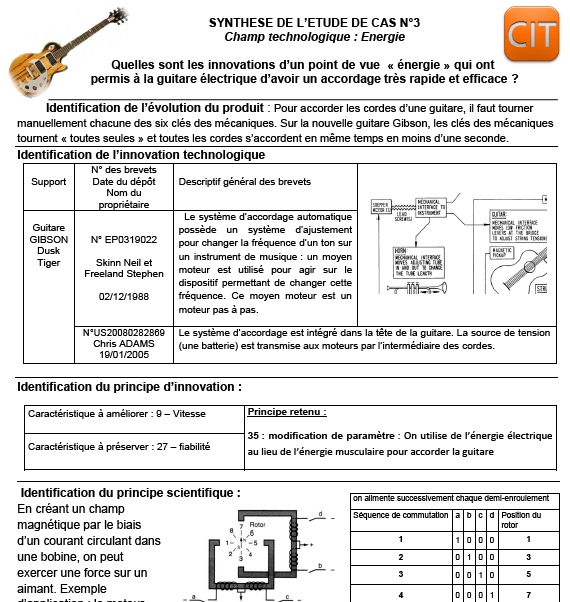 SYNTHESE DE L'ETUDE DE CAS N°3
Champ technologique : Energie
CIT
Quelles sont les innovations d'un point de vue « énergie » qui ont
permis à la guitare électrique d'avoir un accordage très rapide et efficace ?
Identification de l'évolution du produit : Pour accorder les cordes d'une guitare, il faut tourner
manuellement chacune des six clés des mécaniques. Sur la nouvelle guitare Gibson, les clés des mécaniques
tournent « toutes seules » et toutes les cordes s'accordent en même temps en moins d'une seconde.
Identification de l'innovation technologique
Support
N° des brevets
Date du dépôt
Nom du
propriétaire
Descriptif général des brevets
Guitare
GIBSON
Dusk
Tiger
N° EP0319022
Skinn Neil et
Freeland Stephen
02/12/1988
Le système d'accordage automatique
possède un système d'ajustement
pour changer la fréquence d'un ton sur
un instrument de musique : un moyen
moteur est utilisé pour agir sur le
dispositif permettant de changer cette
fréquence. Ce moyen moteur est un
moteur pas à pas.
STEPPER
MOTOR (S)
LEAD
SCREW(S)
MECHANICAL
INTERFACE TO
INSTRUMENT
GUITAR:
MECHANICAL INTERFACE
MOVES LOW FRICTION
LEVERS AT THE BRIDGE
TO ADJUST STRING TENSION
HORN:
MECHANICAL INTERFACE
MOVES ADJUSTING TUBE
IN AND OUT TO CHANGE
THE TUBE LENGTH
MAGNETIC
PICKUP
STRU
N°US20080282869
Chris ADAMS
19/01/2005
Le système d'accordage est intégré dans la tête de la guitare. La source de tension
(une batterie) est transmise aux moteurs par l'intermédiaire des cordes.
Identification du principe d'innovation :
Caractéristique à améliorer : 9 – Vitesse
Caractéristique à préserver : 27 – fiabilité
Principe retenu :
35 : modification de paramètre : On utilise de l'énergie électrique
au lieu de l'énergie musculaire pour accorder la guitare
Identification du principe scientifique :
En créant un champ
magnétique par le biais
d'un courant circulant dans
une bobine, on peut
exercer une force sur un
aimant. Exemple
d'application : le moteur
Rotor
1
2
3
4
5
6
7
8
a
b
c
d
+
on alimente successivement chaque demi-enroulement
Séquence de commutation a b c d Position du
rotor
1 1 0 0 0 1
2 0 1 0 0 3
3 0 0 1 0 5
4 0 0 0 1 7